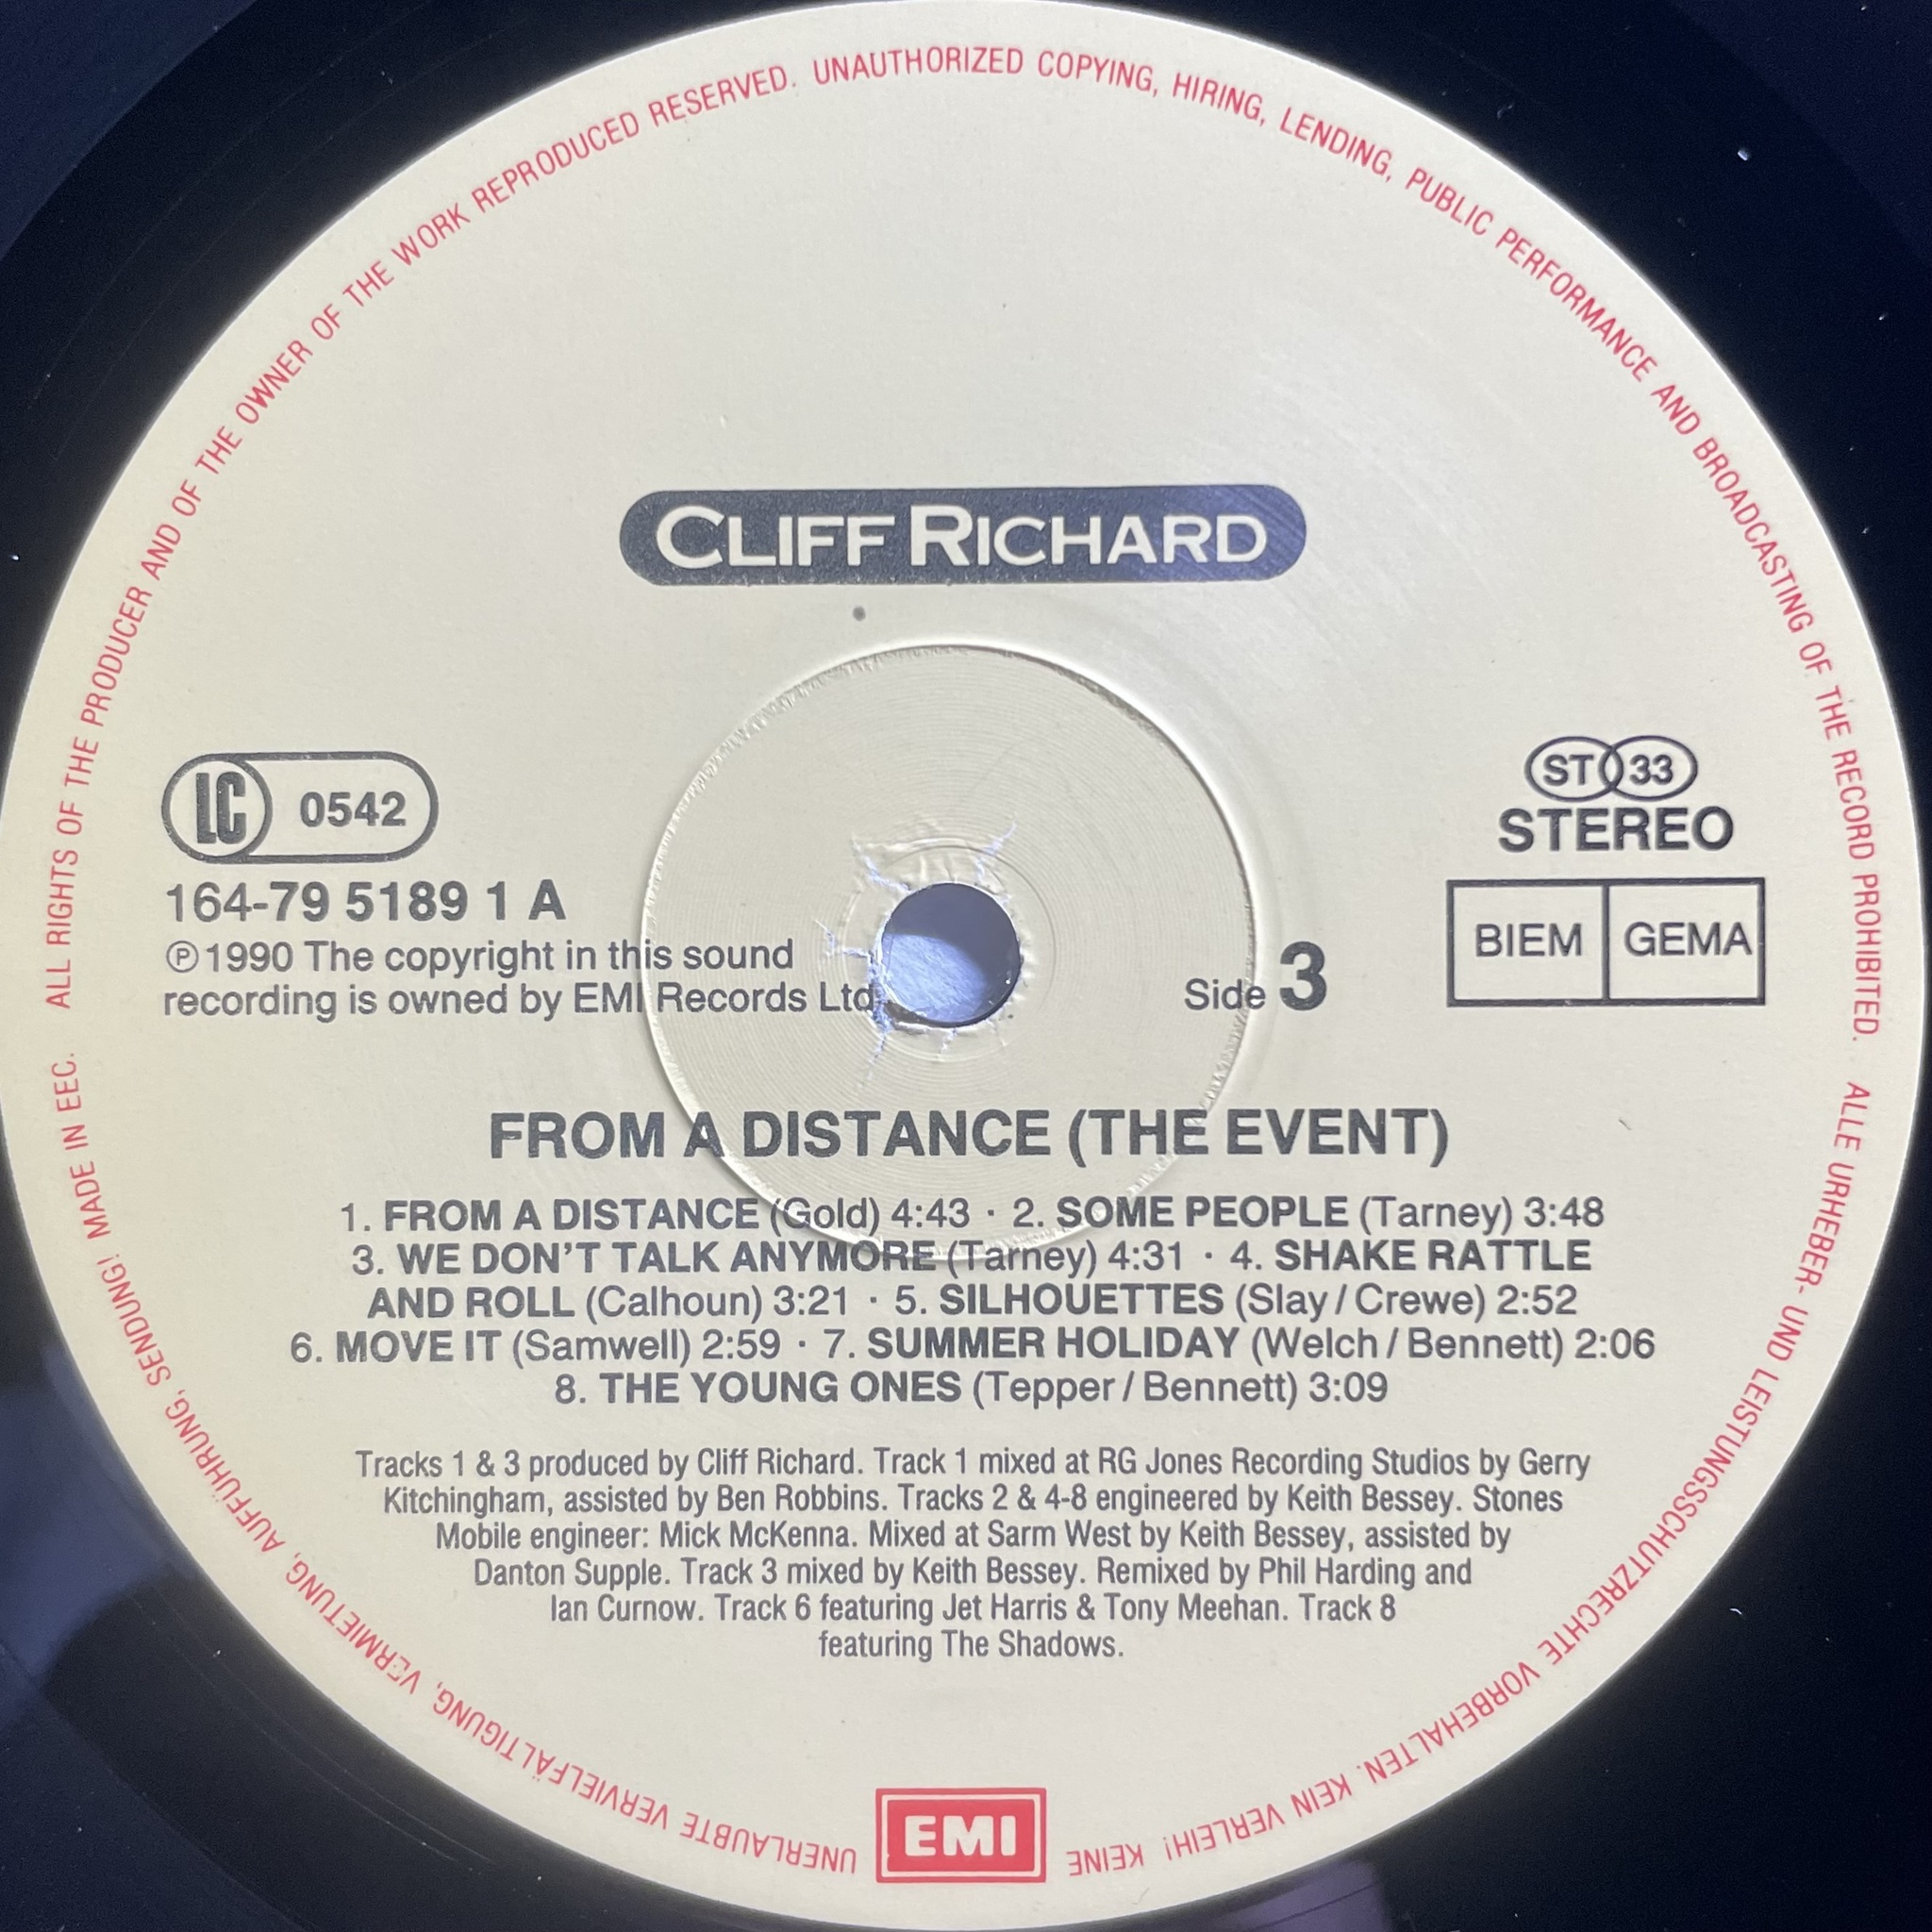 ALL RIGHTS OF THE PRODUCER AND OF THE OWNER OF THE WORK REPRODUCED RESERVED. UNAUTHORIZED COPYING, HIRING, LENDING, PUBLIC PERFORMANCE AND BROADCASTING OF THE RECORD PROHIBITED. ALLE URHEBER- UND LEISTUNGSSCHUTZRECHTE VORBEHALTEN. KEIN VERLEIH! KEINE UNERLAUBTE VERVIELFÄLTIGUNG, VERMIETUNG, AUFFÜHRUNG, SENDUNG! MADE IN EEC.
CLIFF RICHARD
LC 0542
164-79 5189 1 A
℗1990 The copyright in this sound
recording is owned by EMI Records Ltd
ST 33
STEREO
BIEM GEMA
Side 3
FROM A DISTANCE (THE EVENT)
1. FROM A DISTANCE (Gold) 4:43 · 2. SOME PEOPLE (Tarney) 3:48
3. WE DON'T TALK ANYMORE (Tarney) 4:31 · 4. SHAKE RATTLE
AND ROLL (Calhoun) 3:21 · 5. SILHOUETTES (Slay / Crewe) 2:52
6. MOVE IT (Samwell) 2:59 · 7. SUMMER HOLIDAY (Welch / Bennett) 2:06
8. THE YOUNG ONES (Tepper / Bennett) 3:09
Tracks 1 & 3 produced by Cliff Richard. Track 1 mixed at RG Jones Recording Studios by Gerry
Kitchingham, assisted by Ben Robbins. Tracks 2 & 4-8 engineered by Keith Bessey. Stones
Mobile engineer: Mick McKenna. Mixed at Sarm West by Keith Bessey, assisted by
Danton Supple. Track 3 mixed by Keith Bessey. Remixed by Phil Harding and
Ian Curnow. Track 6 featuring Jet Harris & Tony Meehan. Track 8
featuring The Shadows.
EMI